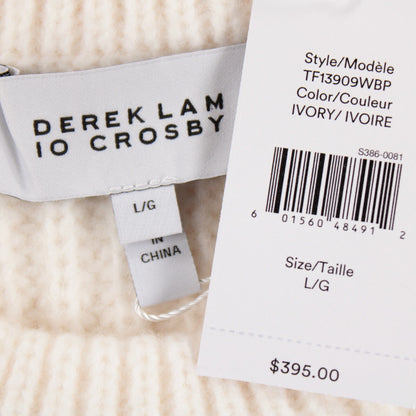 DEREK LAM
10 CROSBY
L/G
IN
CHINA
Style/Modèle
TF13909WBP
Color/Couleur
IVORY/ IVOIRE
S386-0081
6 01560 48491 2
Size/Taille
L/G
$395.00